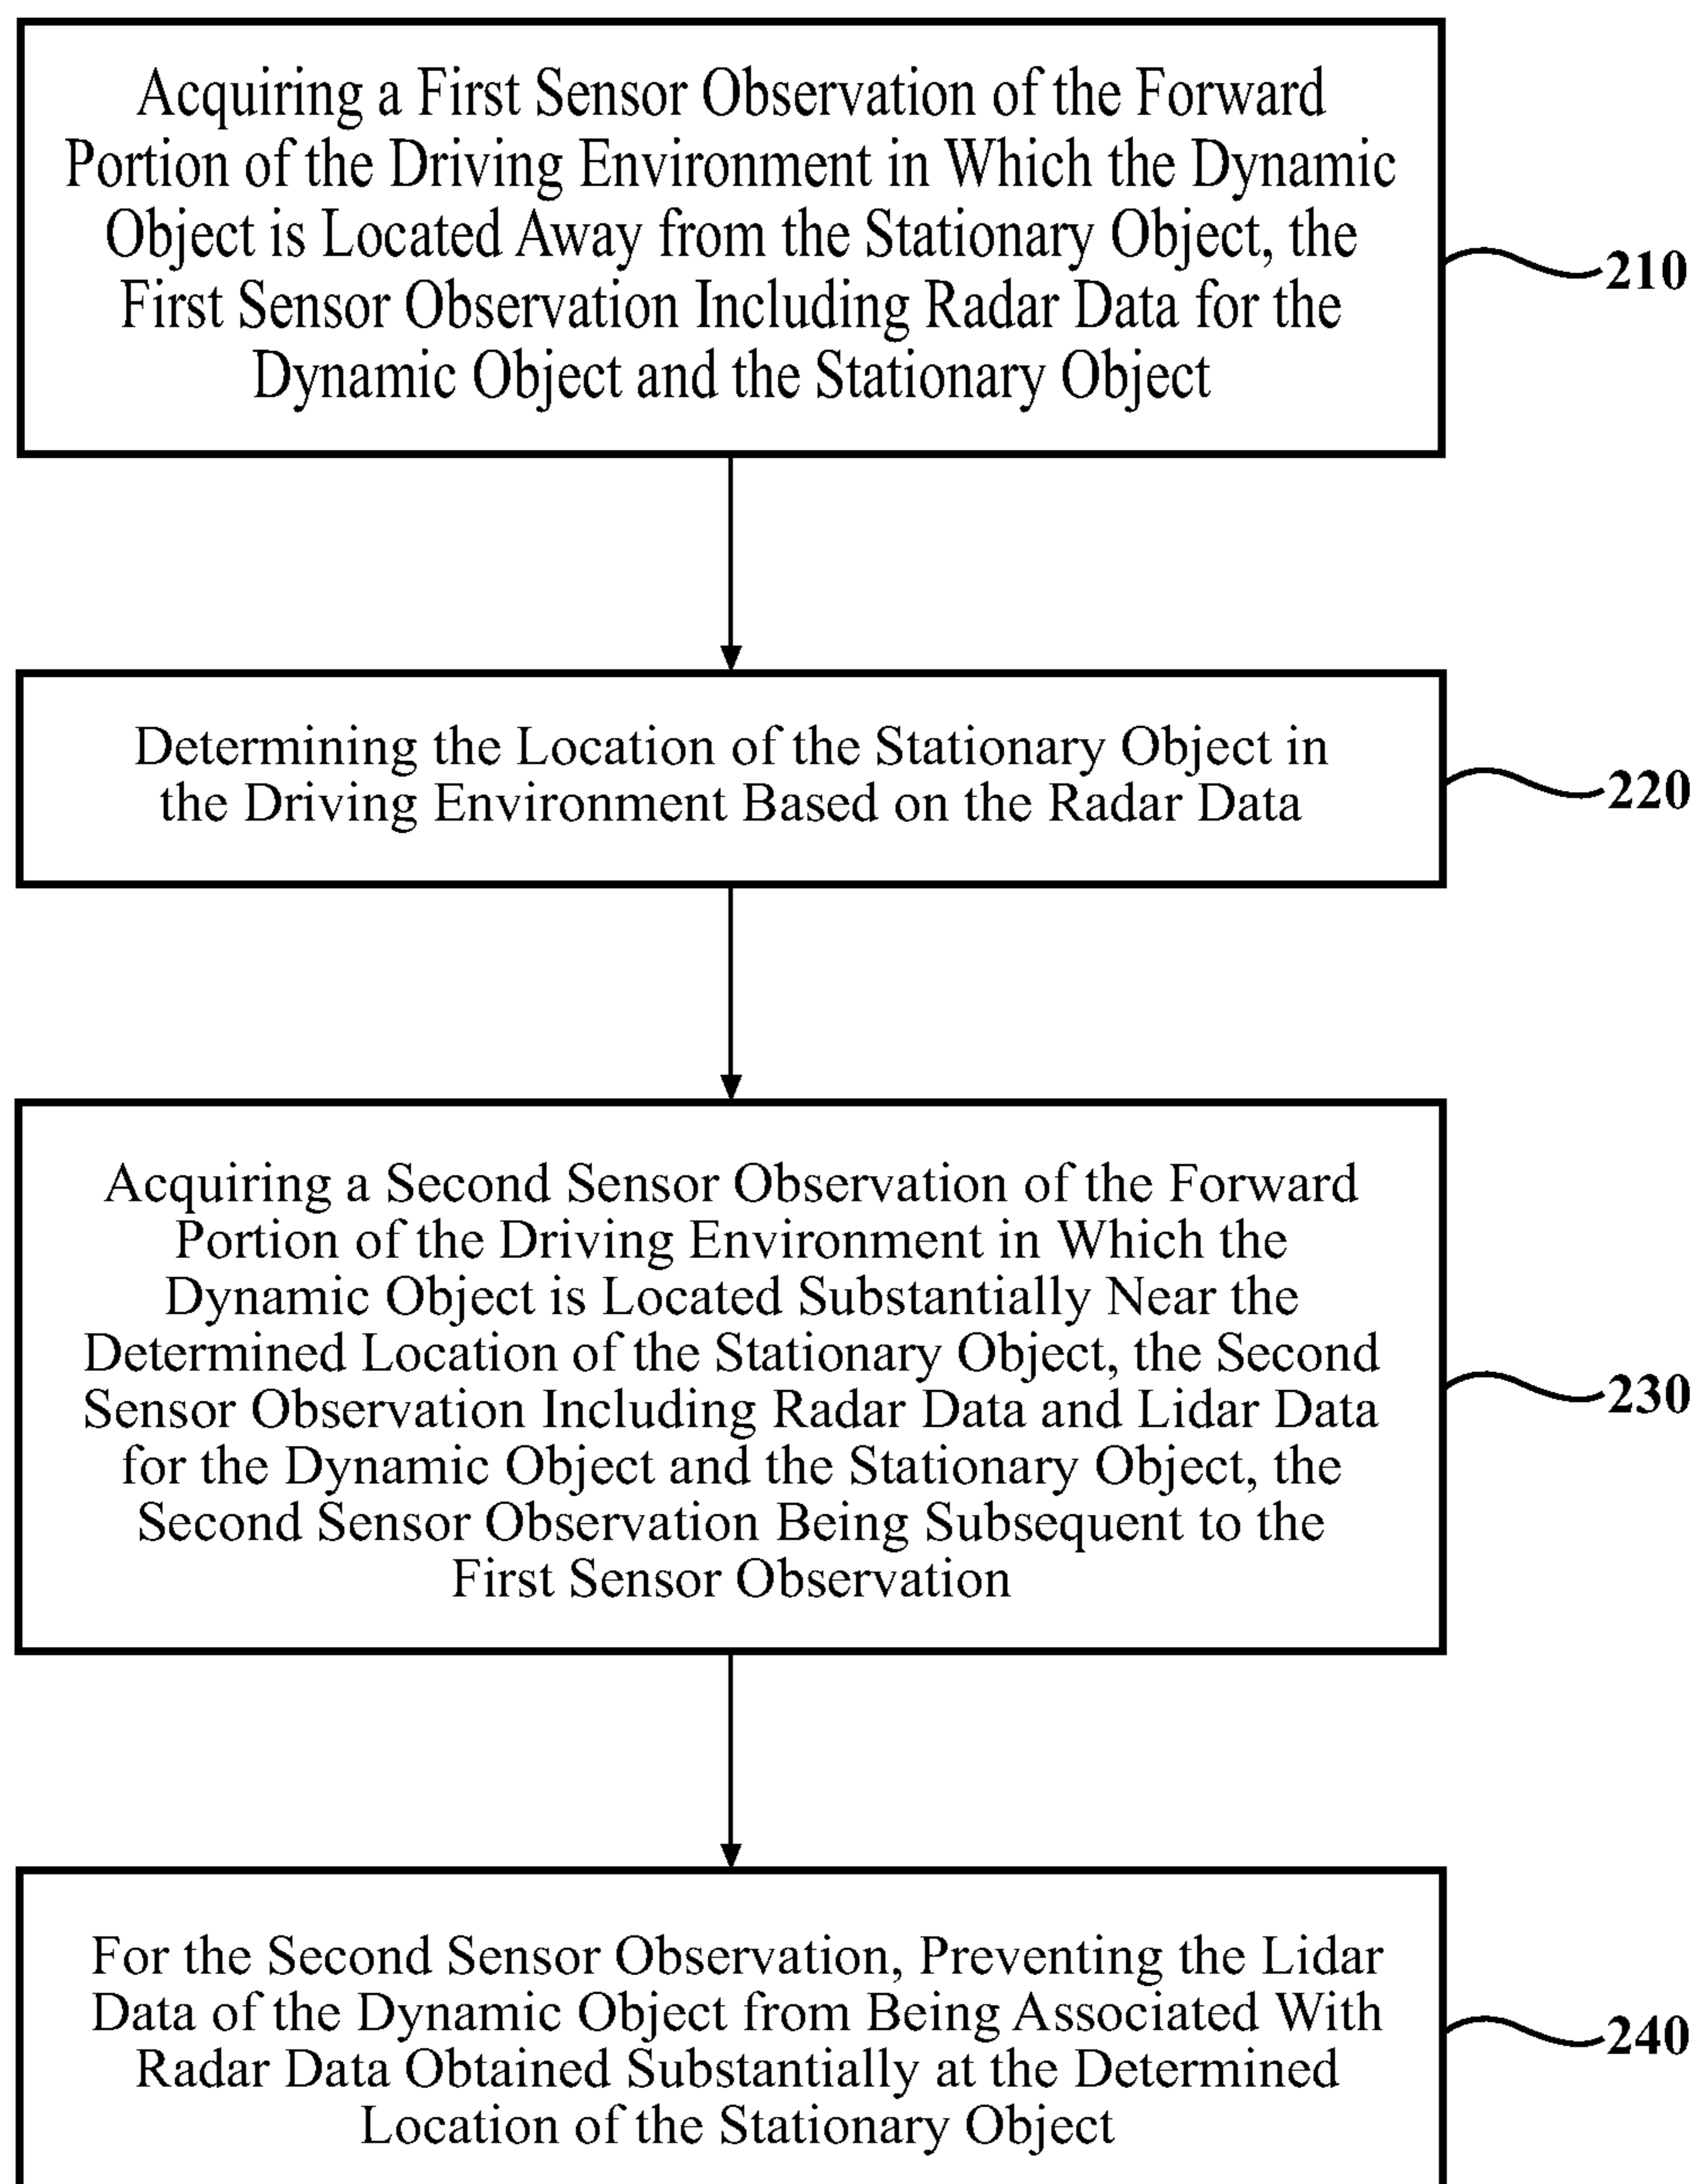 Acquiring a First Sensor Observation of the Forward
Portion of the Driving Environment in Which the Dynamic
Object is Located Away from the Stationary Object, the
First Sensor Observation Including Radar Data for the
Dynamic Object and the Stationary Object
210
Determining the Location of the Stationary Object in
the Driving Environment Based on the Radar Data
220
Acquiring a Second Sensor Observation of the Forward
Portion of the Driving Environment in Which the
Dynamic Object is Located Substantially Near the
Determined Location of the Stationary Object, the Second
Sensor Observation Including Radar Data and Lidar Data
for the Dynamic Object and the Stationary Object, the
Second Sensor Observation Being Subsequent to the
First Sensor Observation
230
For the Second Sensor Observation, Preventing the Lidar
Data of the Dynamic Object from Being Associated With
Radar Data Obtained Substantially at the Determined
Location of the Stationary Object
240